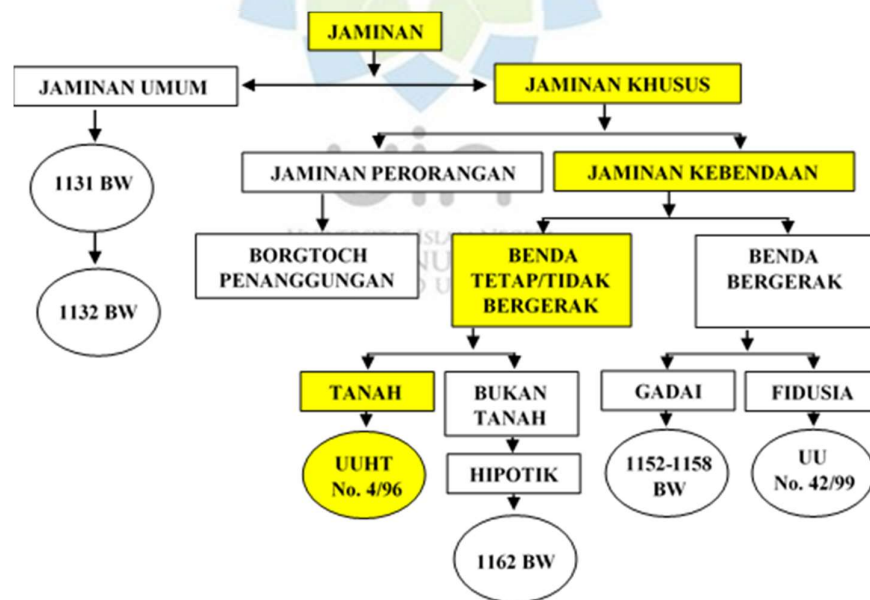 JAMINAN
JAMINAN UMUM
JAMINAN KHUSUS
1131 BW
JAMINAN PERORANGAN
JAMINAN KEBENDAAN
1132 BW
BORGTOCH
PENANGGUNGAN
BENDA
TETAP/TIDAK
BERGERAK
BENDA
BERGERAK
TANAH
BUKAN
TANAH
GADAI
FIDUSIA
UUHT
No. 4/96
HIPOTIK
1152-1158
BW
UU
No. 42/99
1162 BW